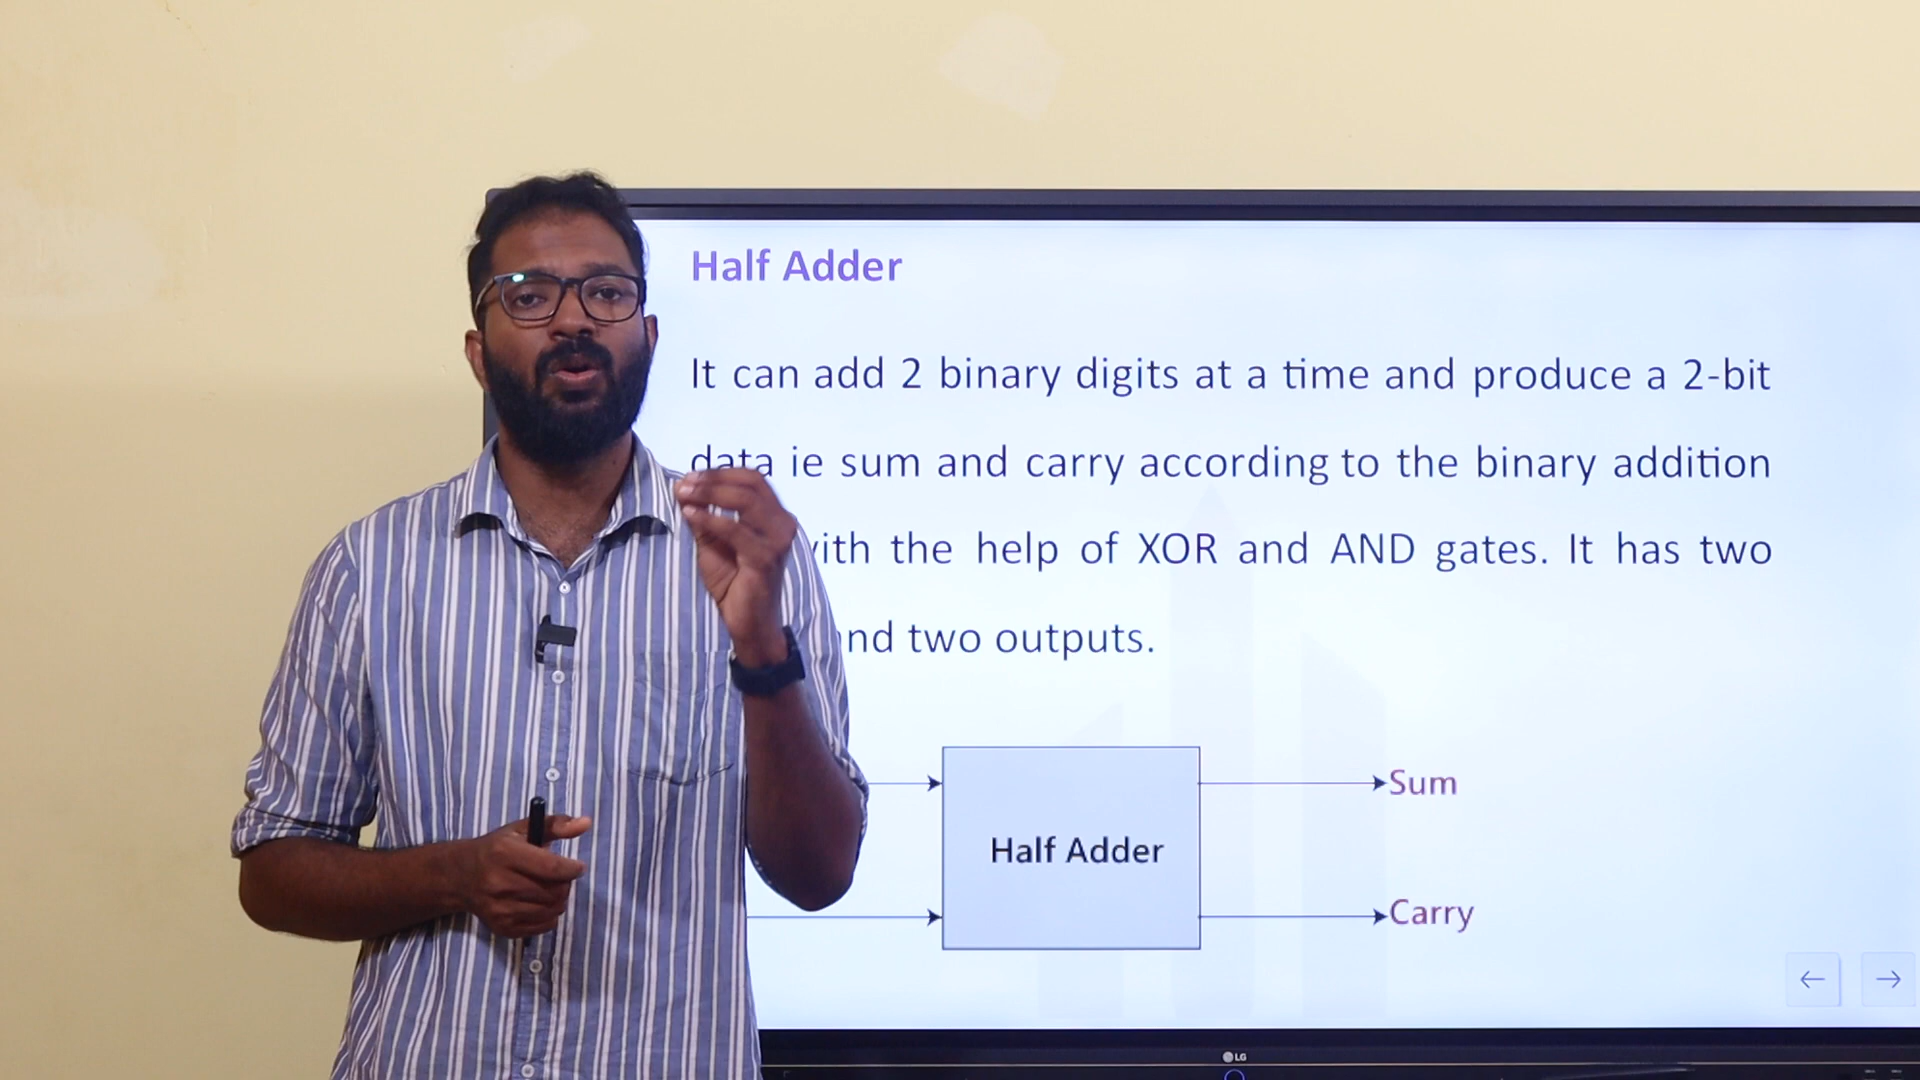 Half Adder
It can add 2 binary digits at a time and produce a 2-bit
data ie sum and carry according to the binary addition
with the help of XOR and AND gates. It has two
and two outputs.
Sum
Half Adder
Carry
LG